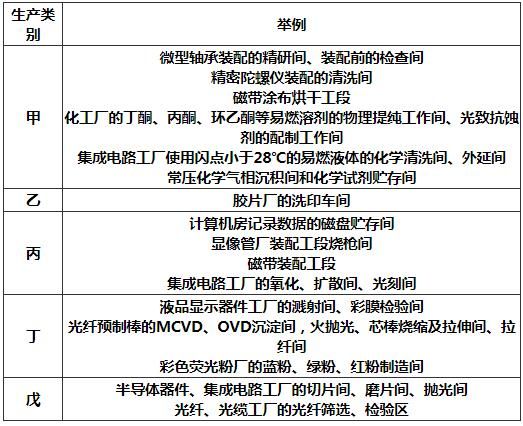 生产类别
举例
甲
微型轴承装配的精研间、装配前的检查间
精密陀螺仪装配的清洗间
磁带涂布烘干工段
化工厂的丁酮、丙酮、环乙酮等易燃溶剂的物理提纯工作间、光致抗蚀剂的配制工作间
集成电路工厂使用闪点小于28℃的易燃液体的化学清洗间、外延间
常压化学气相沉积间和化学试剂贮存间
乙
胶片厂的洗印车间
丙
计算机房记录数据的磁盘贮存间
显像管厂装配工段烧枪间
磁带装配工段
集成电路工厂的氧化、扩散间、光刻间
丁
液品显示器件工厂的溅射间、彩膜检验间
光纤预制棒的MCVD、OVD沉淀间，火抛光、芯棒烧缩及拉伸间、拉纤间
彩色荧光粉厂的蓝粉、绿粉、红粉制造间
戊
半导体器件、集成电路工厂的切片间、磨片间、抛光间
光纤、光缆工厂的光纤筛选、检验区